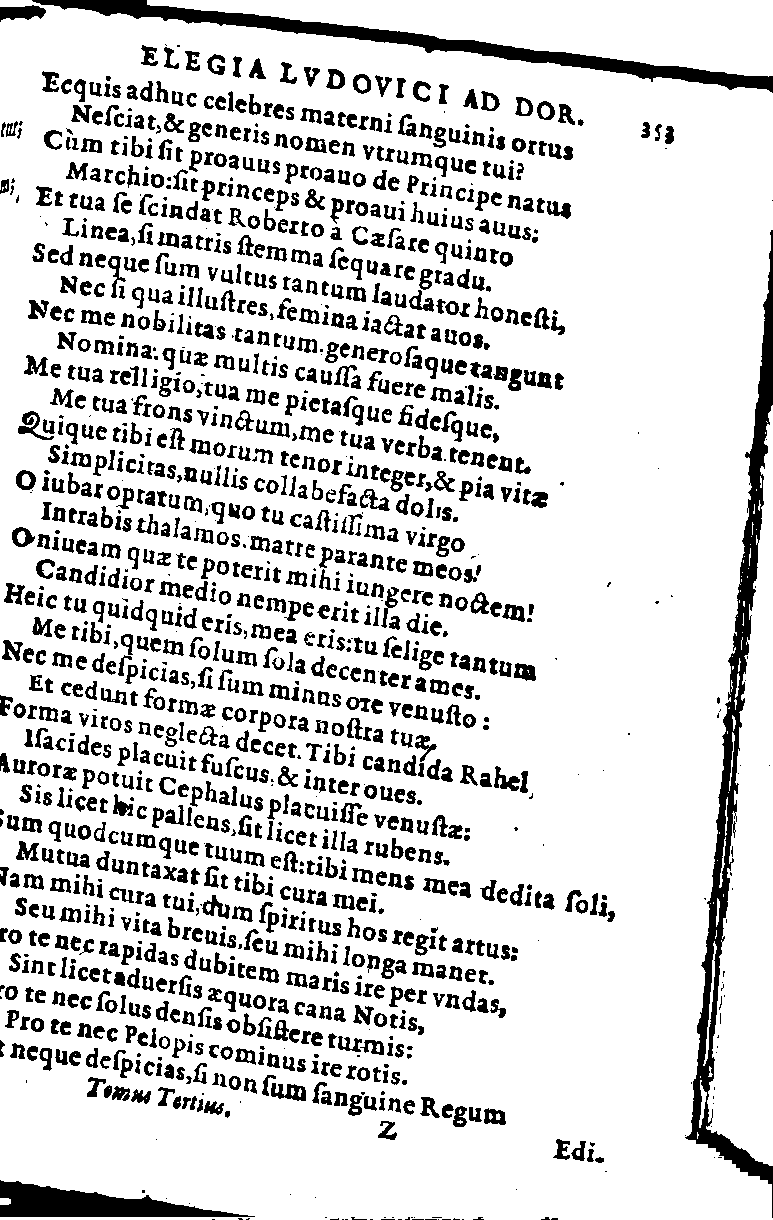 ELEGIA LVDOVICI AD DOR. 353
Ecquis adhuc celebres materni ſanguinis ortus
Neſciat, & generis nomen vtrumque tui?
Cùm tibi ſit proauus proauo de Principe natus
Marchio: ſit princeps & proaui huius auus:
Et tua ſe ſcindat Roberto à Cæſare quinto
Linea, ſi matris ſtemma ſequare gradu.
Sed neque ſum vultus tantum laudator honeſti,
Nec ſi qua illuſtres, femina iactat auos.
Nec me nobilitas tantum generoſaque tangunt
Nomina: quæ multis cauſſa fuere malis.
Me tua relligio, tua me pietaſque fideſque,
Me tua frons vinctum, me tua verba tenent.
Quique tibi eſt morum tenor integer, & pia vitæ
Simplicitas, nullis collabefacta dolis.
O iubar optatum, quo tu caſtiſſima virgo
Intrabis thalamos matre parante meos!
O niueam quæ te poterit mihi iungere noctem!
Candidior medio nempe erit illa die.
Heic tu quidquid eris, mea eris: tu ſelige tantum
Me tibi, quem ſolum ſola decenter ames.
Nec me deſpicias, ſi ſum minus ore venuſto:
Et cedunt formæ corpora noſtra tuæ,
Forma viros neglecta decet. Tibi candida Rahel,
Iſacides placuit fuſcus, & inter oues.
Auroræ potuit Cephalus placuiſſe venuſtæ:
Sis licet hic pallens, ſit licet illa rubens.
Sum quodcumque tuum eſt: tibi mens mea dedita ſoli,
Mutua duntaxat ſit tibi cura mei.
Nam mihi cura tui, dum ſpiritus hos regit artus:
Seu mihi vita breuis, ſeu mihi longa manet.
ro te nec rapidas dubitem maris ire per vndas,
Sint licet aduerſis æquora cana Notis,
ro te nec ſolus denſis obſiſtere turmis:
Pro te nec Pelopis cominus ire rotis.
t neque deſpicias, ſi non ſum ſanguine Regum
Tomus Tertius. Z Edi-